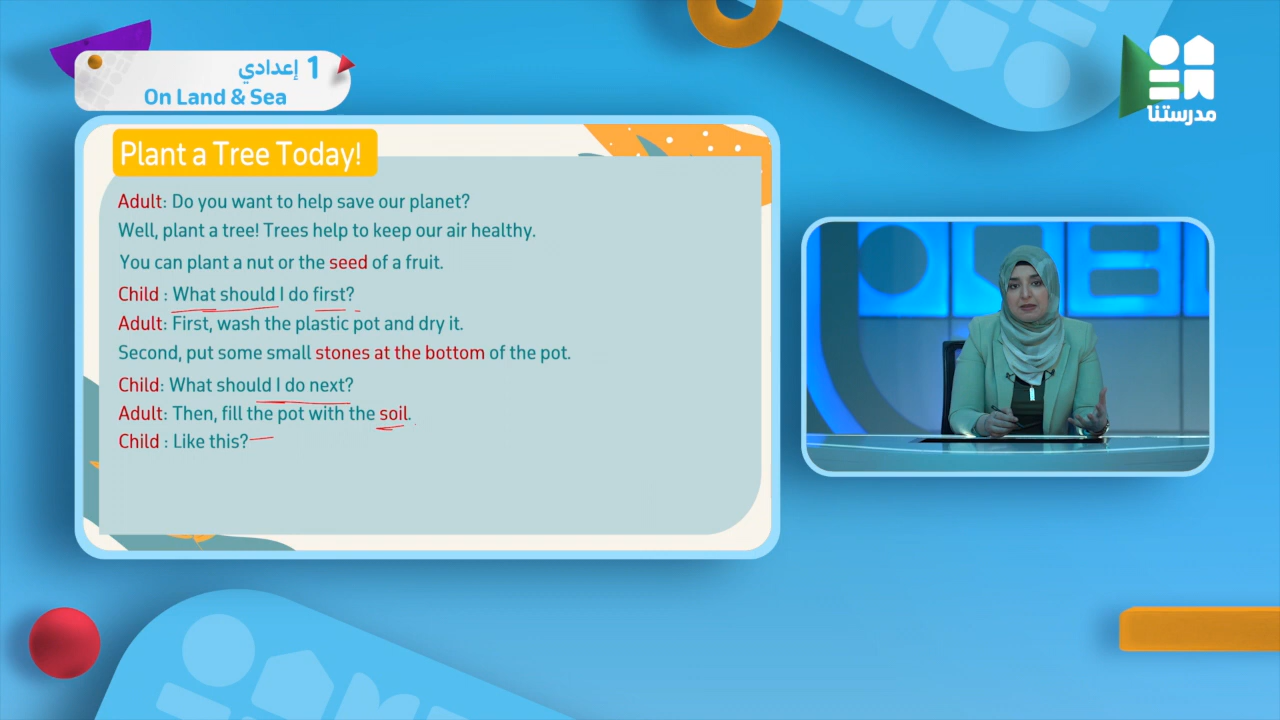 1 إعدادي
On Land & Sea
مدرستنا
Plant a Tree Today!
Adult: Do you want to help save our planet?
Well, plant a tree! Trees help to keep our air healthy.
You can plant a nut or the seed of a fruit.
Child : What should I do first?
Adult: First, wash the plastic pot and dry it.
Second, put some small stones at the bottom of the pot.
Child: What should I do next?
Adult: Then, fill the pot with the soil.
Child : Like this?